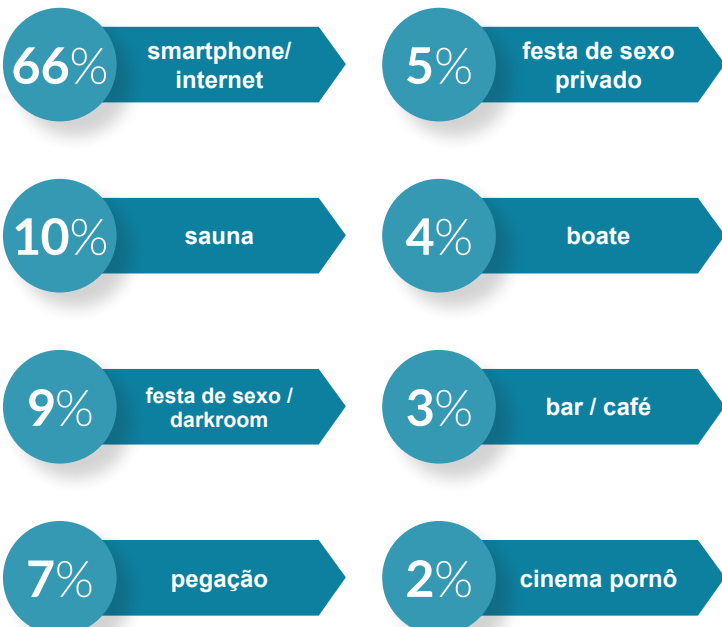 66%
smartphone/
internet
5%
festa de sexo
privado
10%
sauna
4%
boate
9%
festa de sexo /
darkroom
3%
bar / café
7%
pegação
2%
cinema pornô